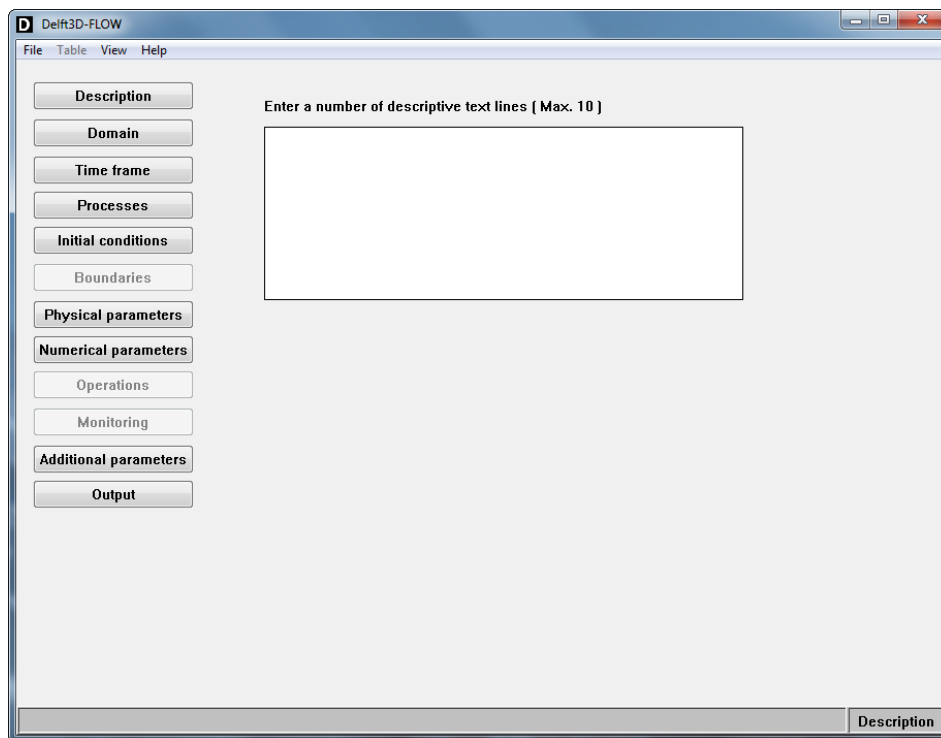 D Delft3D-FLOW
File Table View Help
Description
Enter a number of descriptive text lines ( Max. 10 )
Domain
Time frame
Processes
Initial conditions
Boundaries
Physical parameters
Numerical parameters
Operations
Monitoring
Additional parameters
Output
Description